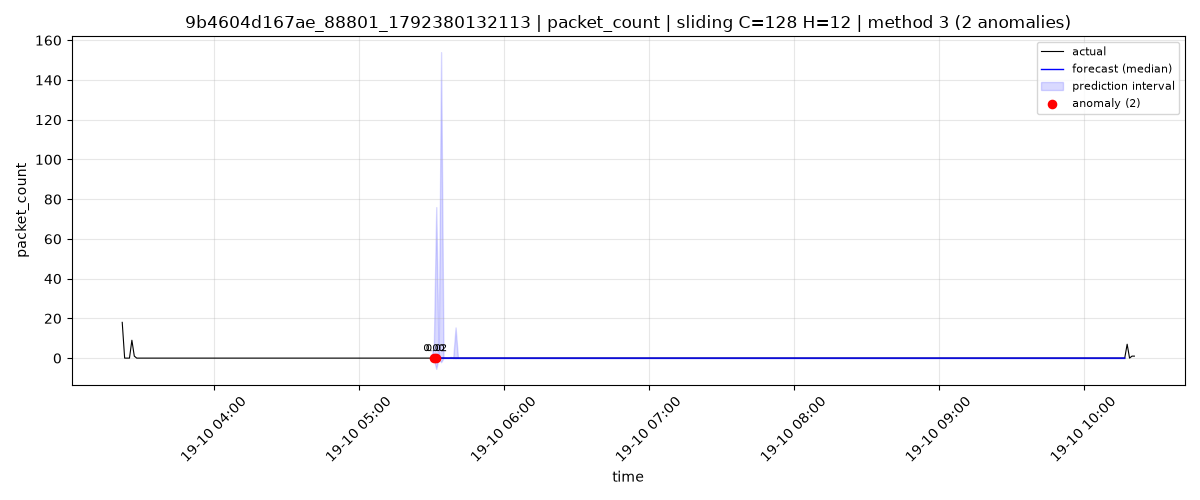 9b4604d167ae_88801_1792380132113 | packet_count | sliding C=128 H=12 | method 3 (2 anomalies)
160
140
120
100
80
60
40
20
0
packet_count
actual
forecast (median)
prediction interval
anomaly (2)
19-10 04:00
19-10 05:00
19-10 06:00
19-10 07:00
19-10 08:00
19-10 09:00
19-10 10:00
time